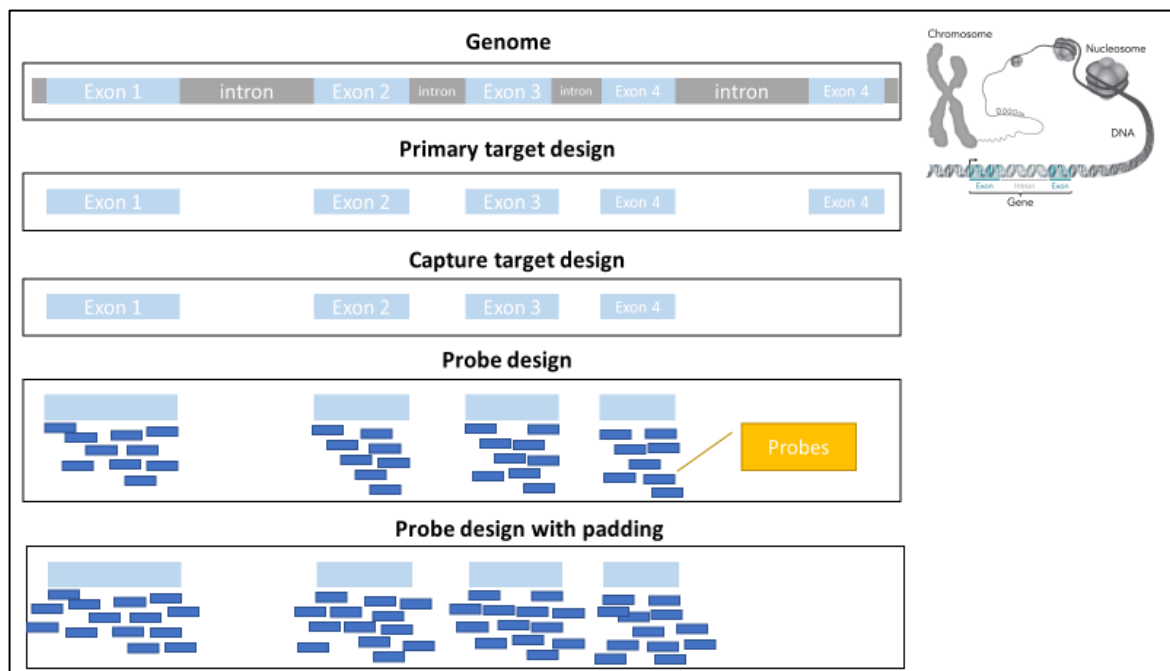 Genome
Exon 1 intron Exon 2 intron Exon 3 intron Exon 4 intron Exon 4
Primary target design
Exon 1 Exon 2 Exon 3 Exon 4 Exon 4
Capture target design
Exon 1 Exon 2 Exon 3 Exon 4
Probe design
Probes
Probe design with padding
Chromosome
Nucleosome
DNA
Exon Intron Exon
Gene